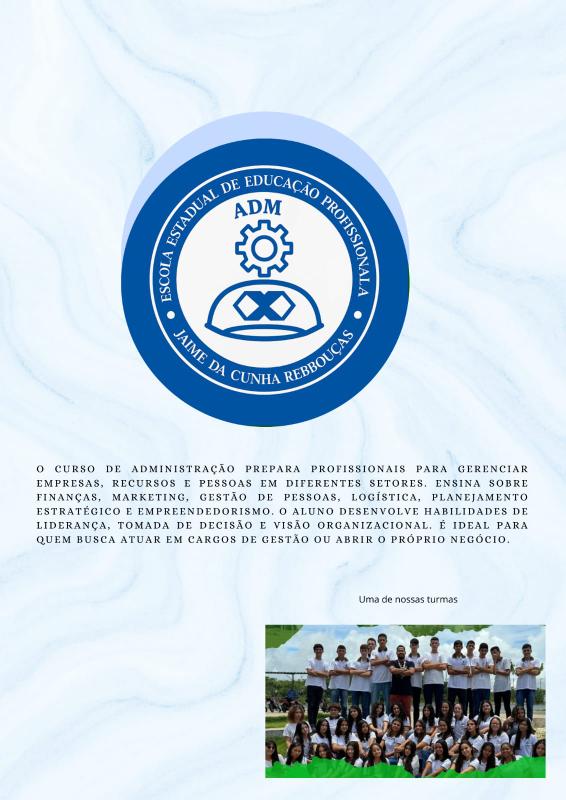 ESCOLA ESTADUAL DE EDUCAÇÃO PROFISSIONALA
ADM
JAIME DA CUNHA REBBOUÇAS
O CURSO DE ADMINISTRAÇÃO PREPARA PROFISSIONAIS PARA GERENCIAR
EMPRESAS, RECURSOS E PESSOAS EM DIFERENTES SETORES. ENSINA SOBRE
FINANÇAS, MARKETING, GESTÃO DE PESSOAS, LOGÍSTICA, PLANEJAMENTO
ESTRATÉGICO E EMPREENDEDORISMO. O ALUNO DESENVOLVE HABILIDADES DE
LIDERANÇA, TOMADA DE DECISÃO E VISÃO ORGANIZACIONAL. É IDEAL PARA
QUEM BUSCA ATUAR EM CARGOS DE GESTÃO OU ABRIR O PRÓPRIO NEGÓCIO.
Uma de nossas turmas